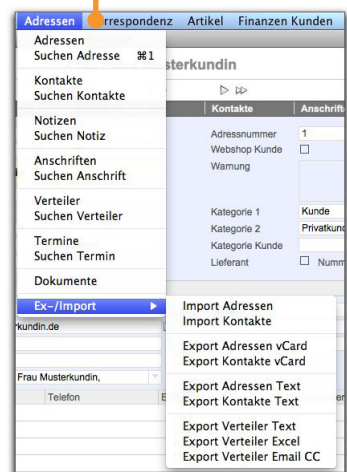 Adressen rrespondenz Artikel Finanzen Kunden
Adressen
Suchen Adresse ⌘1
sterkundin
Kontakte
Suchen Kontakte
Kontakte Anschrift
Notizen
Suchen Notiz
Adressnummer 1
Webshop Kunde
Anschriften
Suchen Anschrift
Warnung
Verteiler
Suchen Verteiler
Kategorie 1 Kunde
Kategorie 2 Privatkund
Termine
Suchen Termin
Kategorie Kunde
Lieferant Numm
Dokumente
Ex-/Import
Import Adressen
Import Kontakte
kundin.de
Export Adressen vCard
Export Kontakte vCard
Frau Musterkundin,
Export Adressen Text
Export Kontakte Text
Telefon E
Export Verteiler Text
Export Verteiler Excel
Export Verteiler Email CC